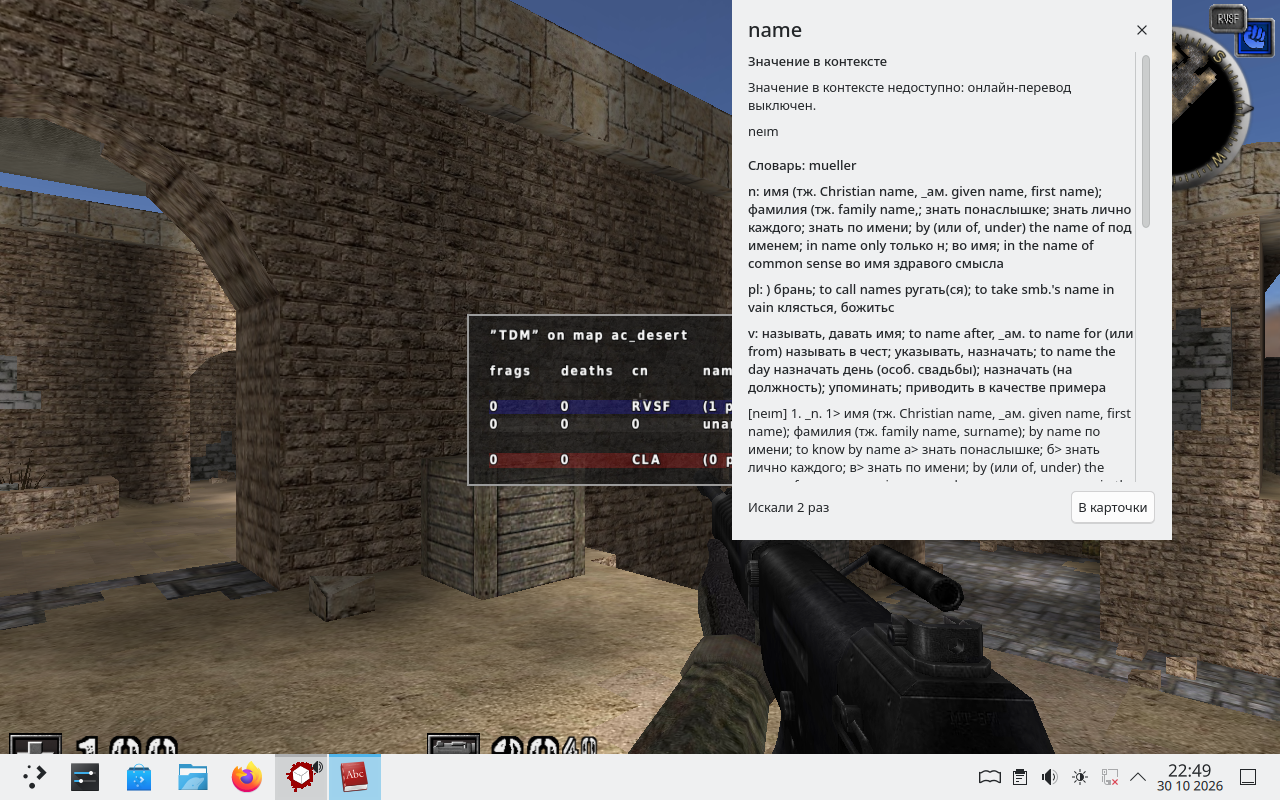 name
Значение в контексте
Значение в контексте недоступно: онлайн-перевод
выключен.
neım
Словарь: mueller
n: имя (тж. Christian name, _ам. given name, first name);
фамилия (тж. family name,; знать понаслышке; знать лично
каждого; знать по имени; by (или of, under) the name of под
именем; in name only только н; во имя; in the name of
common sense во имя здравого смысла
pl: ) брань; to call names ругать(ся); to take smb.'s name in
vain клясться, божитьс
v: называть, давать имя; to name after, _ам. to name for (или
from) называть в чест; указывать, назначать; to name the
day назначать день (особ. свадьбы); назначать (на
должность); упоминать; приводить в качестве примера
[neım] 1. _n. 1> имя (тж. Christian name, _ам. given name, first
name); фамилия (тж. family name, surname); by name по
имени; to know by name а> знать понаслышке; б> знать
лично каждого; в> знать по имени; by (или of, under) the
Искали 2 раз
В карточки
RVSF
S
W
"TDM" on map ac_desert
frags deaths cn nam
0 0 RVSF (1 p
0 0 0 una
0 0 CLA (0 p
Abc
22:49
30 10 2026